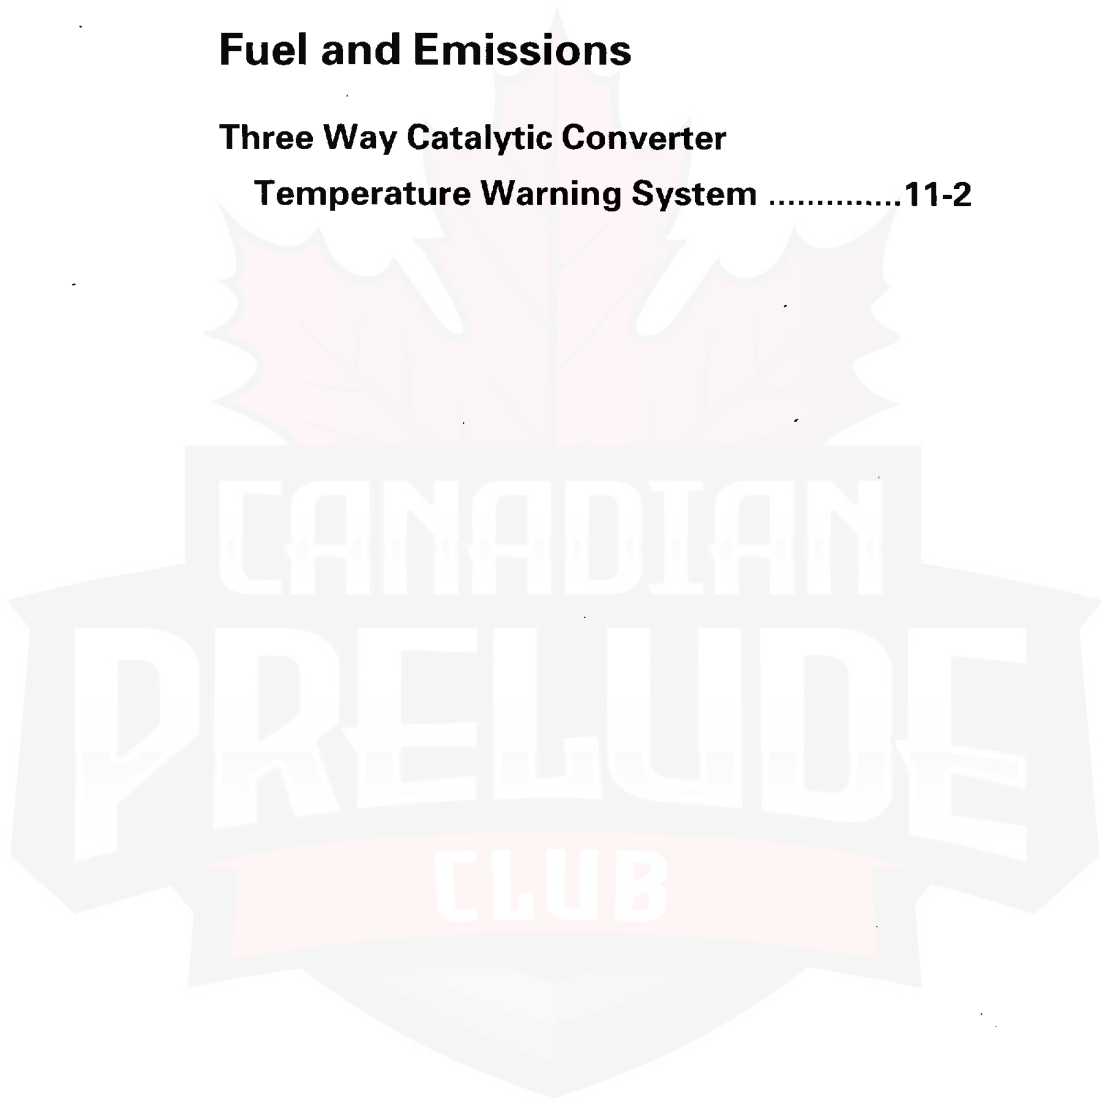 Fuel and Emissions
Three Way Catalytic Converter
Temperature Warning System ..............11-2
CANADIAN
PRELUDE
CLUB